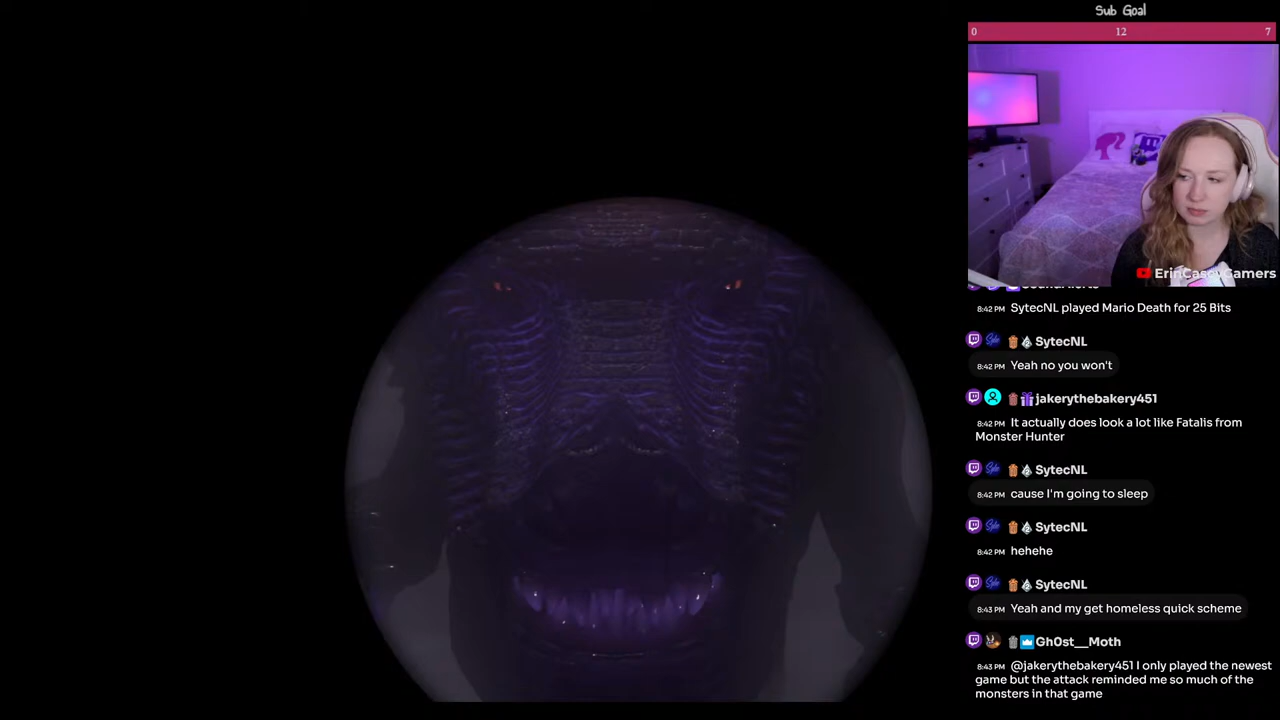 Sub Goal
0 12 7
ErinCaseyGamers
SytecNL played Mario Death for 25 Bits
8:42 PM
SytecNL
8:42 PM Yeah no you won't
jakerythebakery451
8:42 PM It actually does look a lot like Fatalis from
Monster Hunter
SytecNL
8:42 PM cause I'm going to sleep
SytecNL
8:42 PM hehehe
SytecNL
8:43 PM Yeah and my get homeless quick scheme
Gh0st__Moth
8:43 PM @jakerythebakery451 I only played the newest
game but the attack reminded me so much of the
monsters in that game